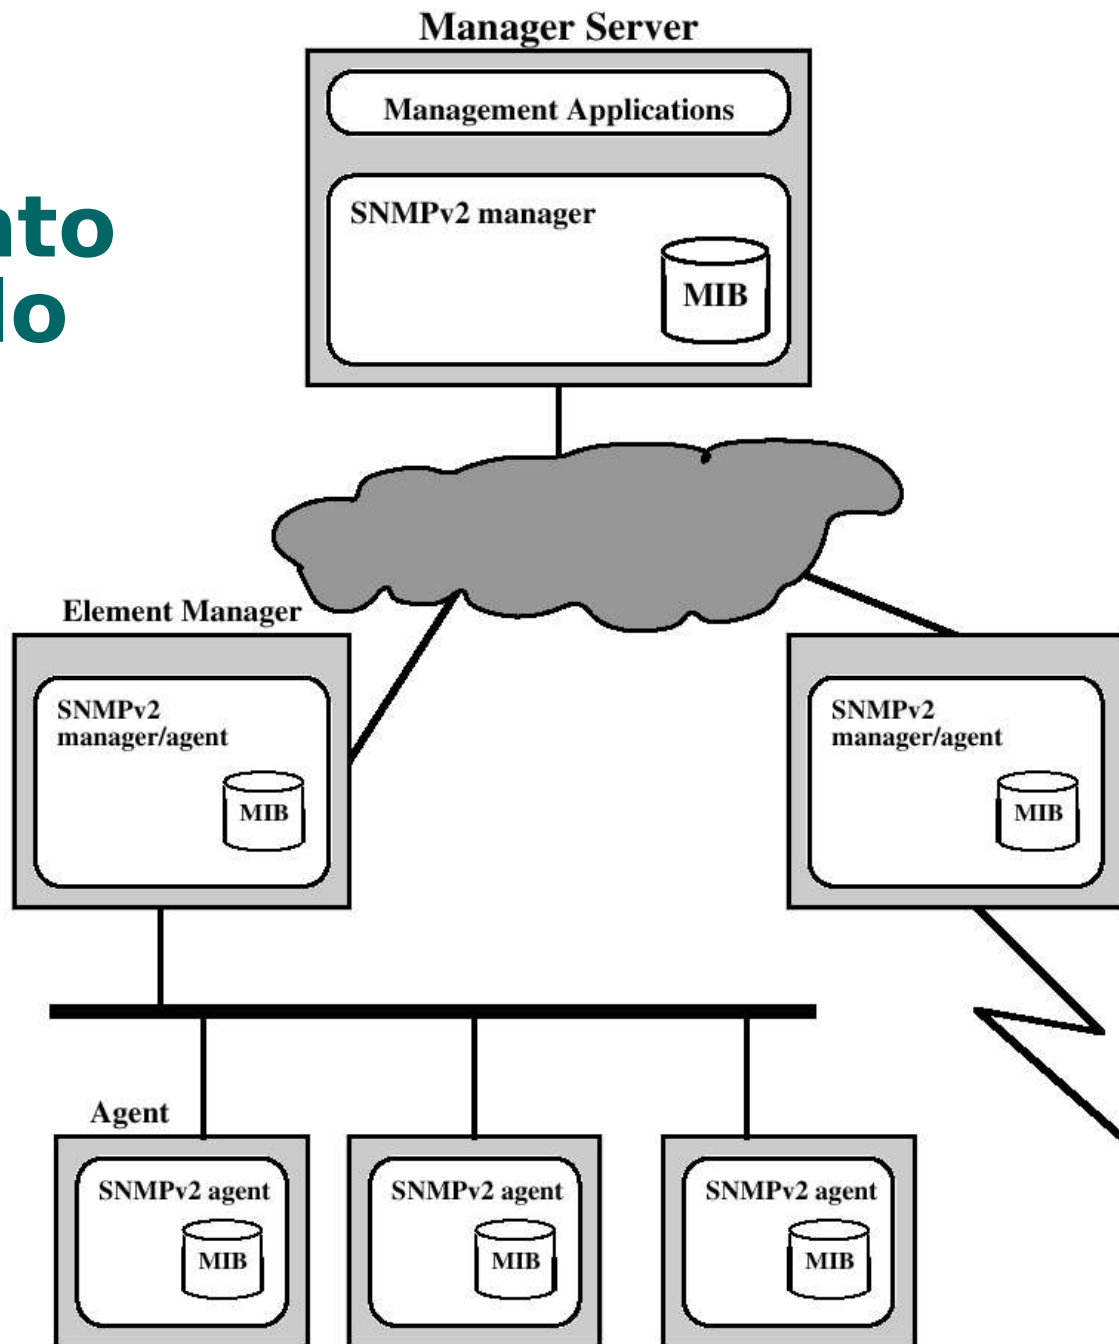 Manager Server
Management Applications
nto
SNMPv2 manager
lo
MIB
Element Manager
SNMPv2
manager/agent
MIB
SNMPv2
manager/agent
MIB
Agent
SNMPv2 agent
MIB
SNMPv2 agent
MIB
SNMPv2 agent
MIB